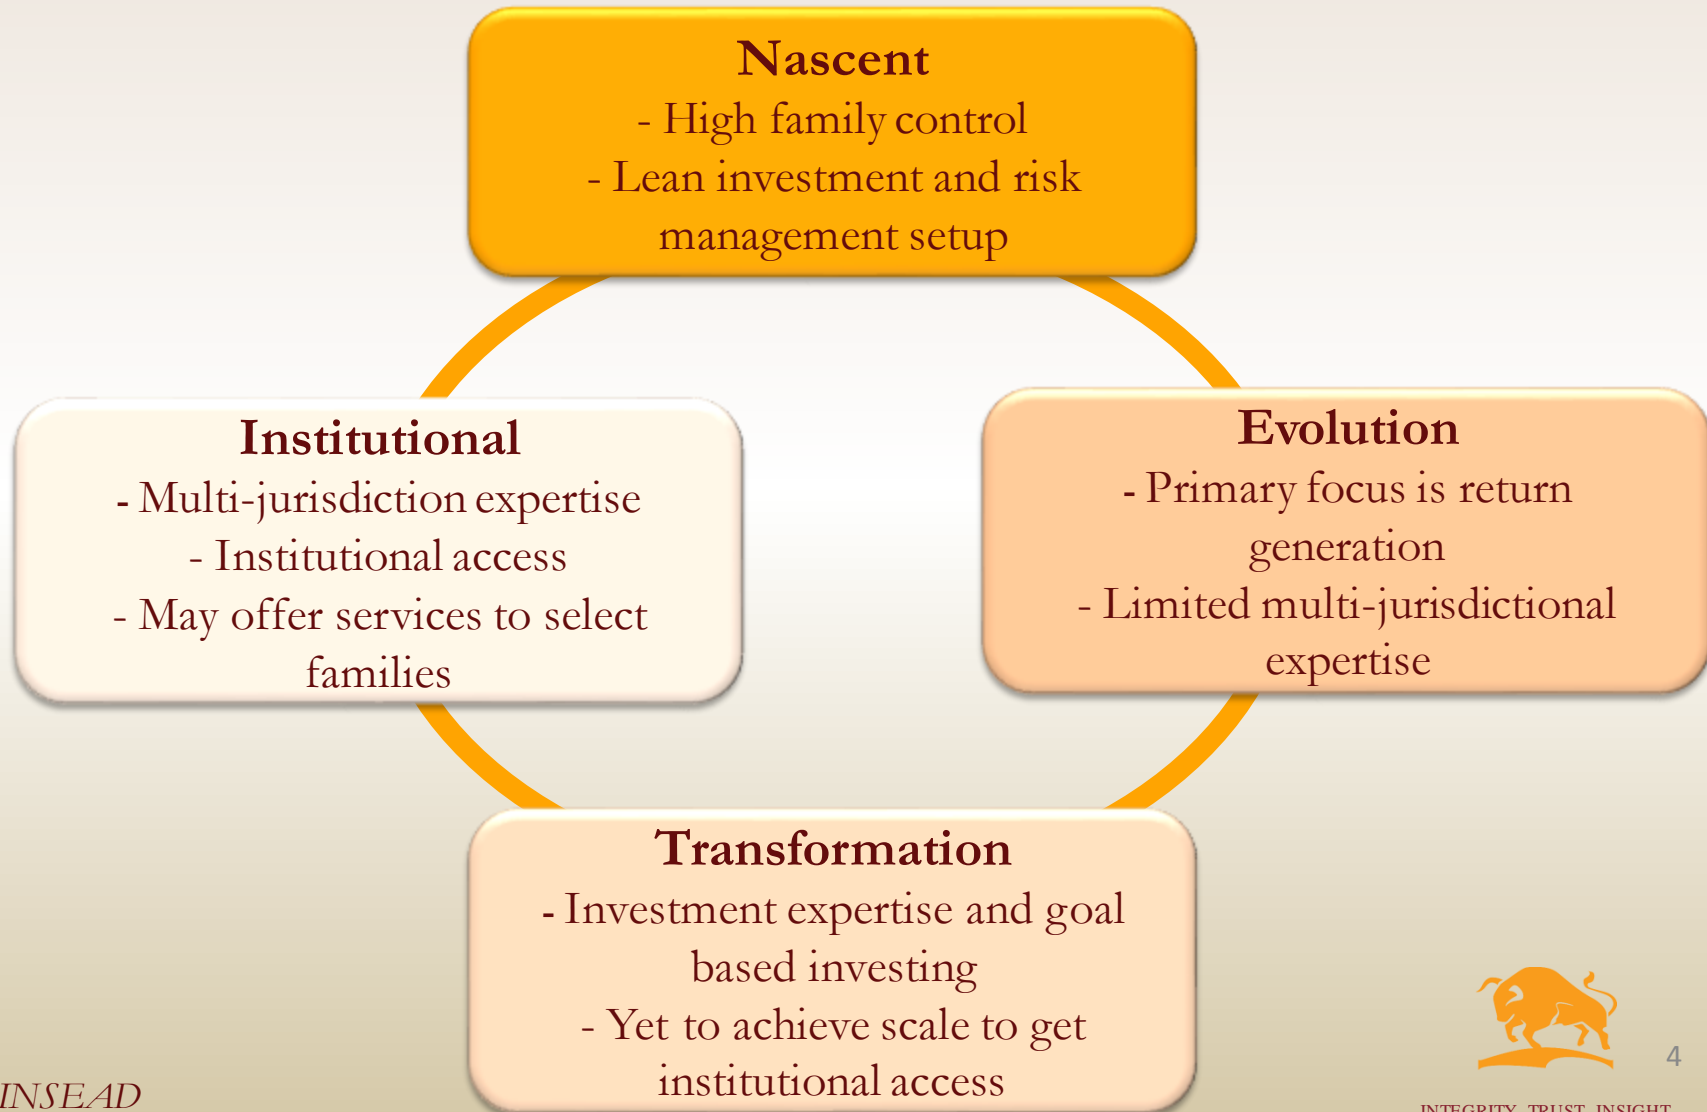 Nascent
- High family control
- Lean investment and risk
management setup
Institutional
- Multi-jurisdiction expertise
- Institutional access
- May offer services to select
families
Evolution
- Primary focus is return
generation
- Limited multi-jurisdictional
expertise
Transformation
- Investment expertise and goal
based investing
- Yet to achieve scale to get
institutional access
INSEAD
4
INTEGRITY TRUST INSIGHT